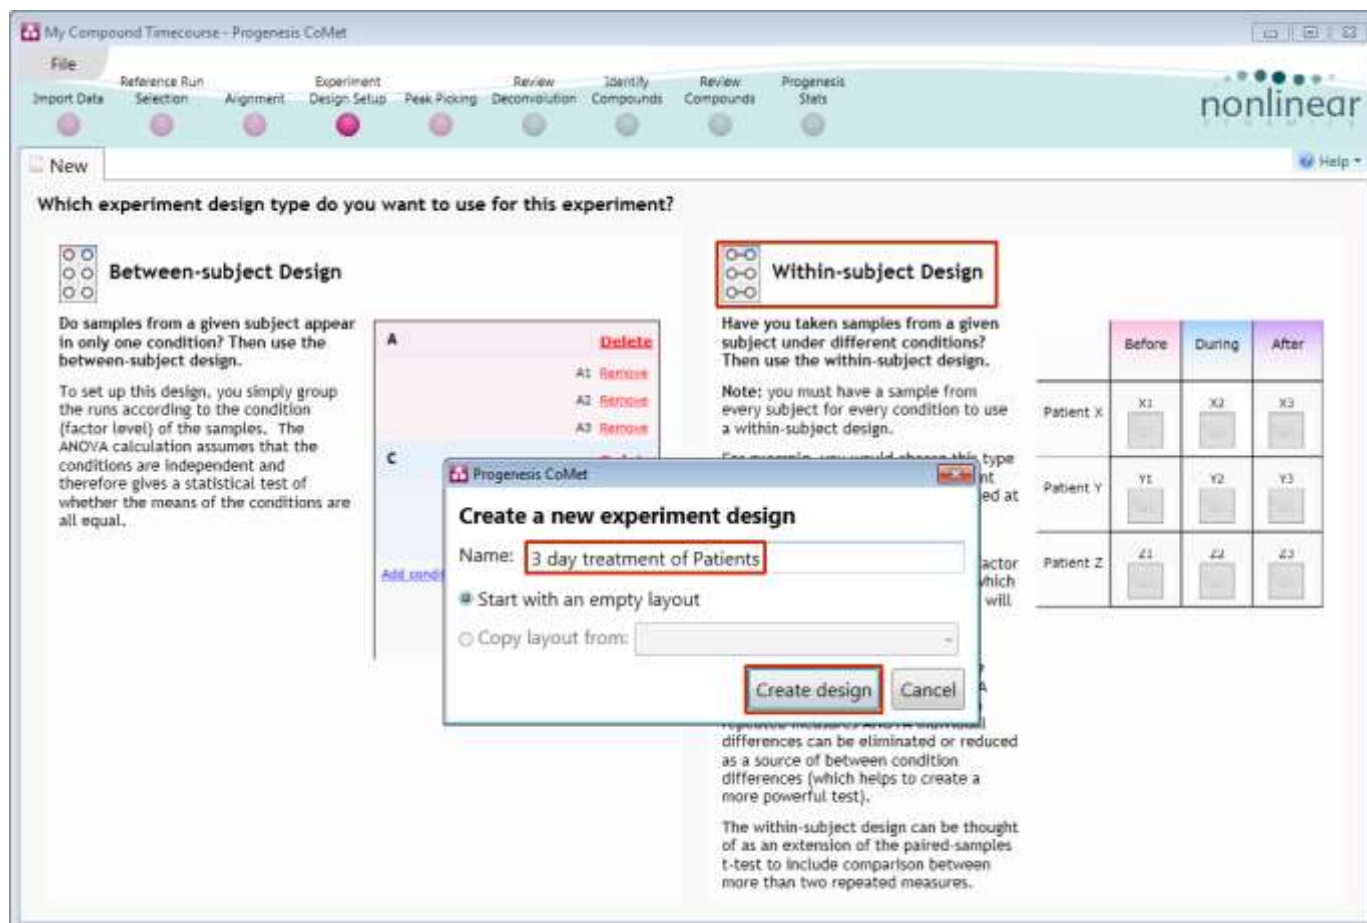 My Compound Timecourse - Progenesis CoMet
File
Import Data
Reference Run
Selection
Alignment
Experiment
Design Setup
Peak Picking
Review
Deconvolution
Identify
Compounds
Review
Compounds
Progenesis
Stats
nonlinear
New
Help
Which experiment design type do you want to use for this experiment?
Between-subject Design
Do samples from a given subject appear
in only one condition? Then use the
between-subject design.
To set up this design, you simply group
the runs according to the condition
(factor level) of the samples. The
ANOVA calculation assumes that the
conditions are independent and
therefore gives a statistical test of
whether the means of the conditions are
all equal.
A Delete
A1 Remove
A2 Remove
A3 Remove
C
Within-subject Design
Have you taken samples from a given
subject under different conditions?
Then use the within-subject design.
Note: you must have a sample from
every subject for every condition to use
a within-subject design.
ed at
actor
which
will
differences can be eliminated or reduced
as a source of between condition
differences (which helps to create a
more powerful test).
The within-subject design can be thought
of as an extension of the paired-samples
t-test to include comparison between
more than two repeated measures.
Before During After
Patient X X1 X2 X3
Patient Y Y1 Y2 Y3
Patient Z Z1 Z2 Z3
Progenesis CoMet
Create a new experiment design
Name: 3 day treatment of Patients
Start with an empty layout
Copy layout from:
Create design Cancel